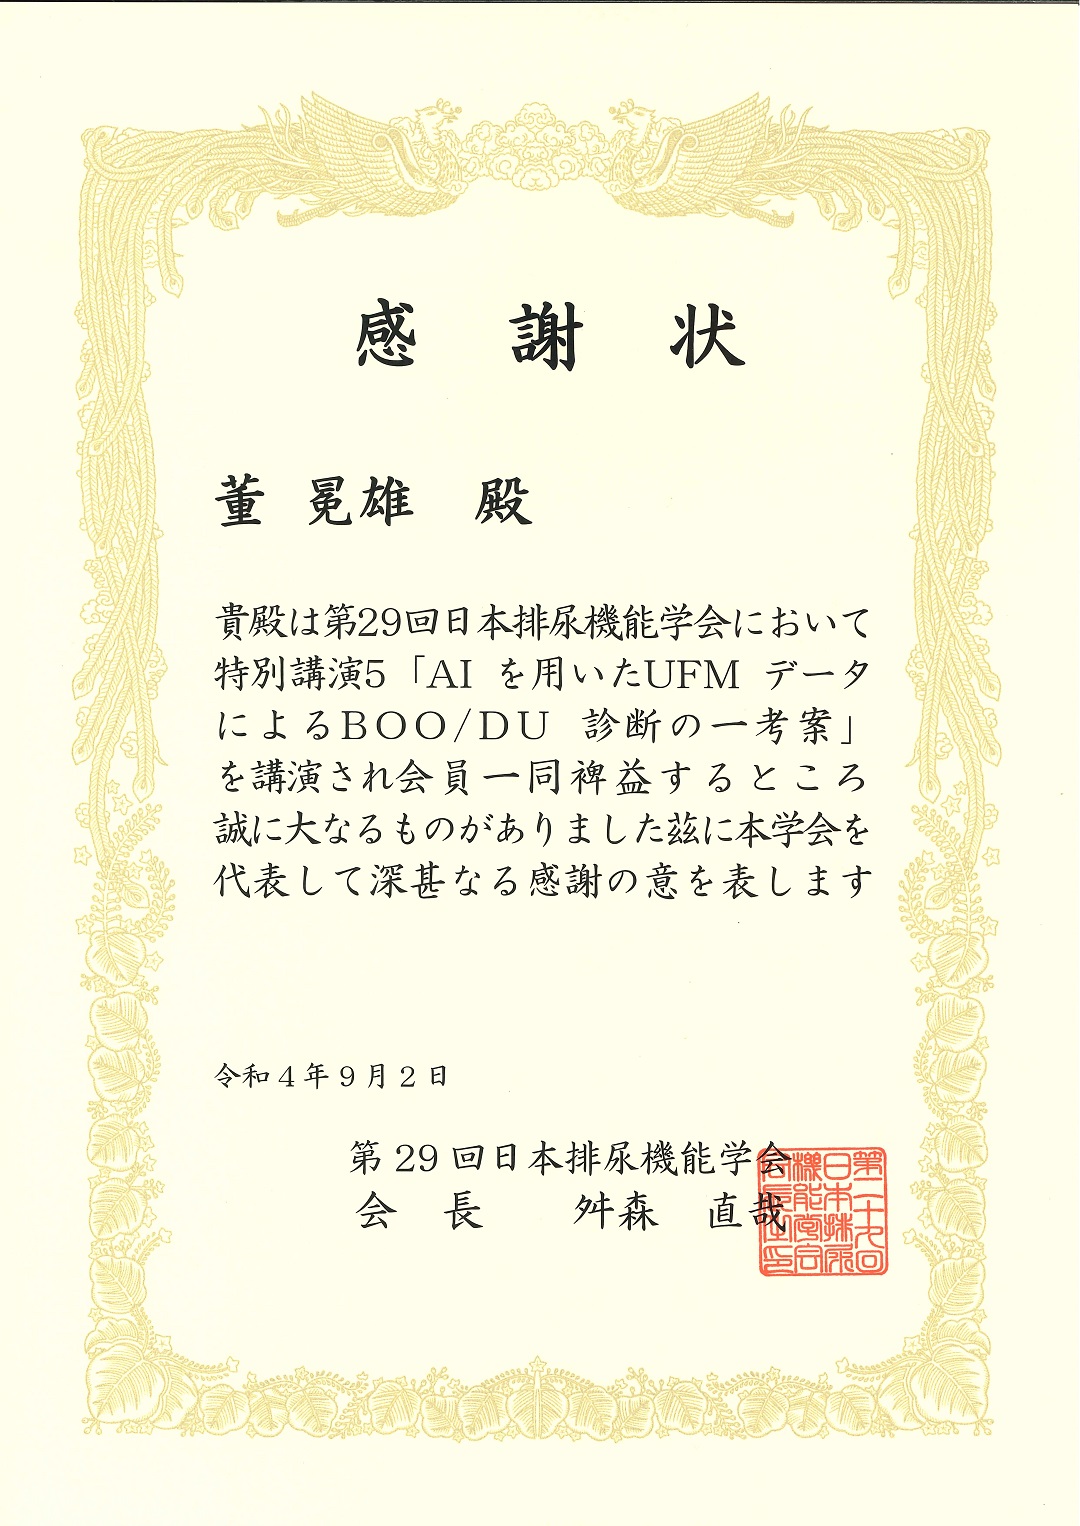 感 謝 状
董 冕雄 殿
貴殿は第29回日本排尿機能学会において
特別講演5「AI を用いたUFM データ
によるBOO/DU 診断の一考案」
を講演され会員一同裨益するところ
誠に大なるものがありました玆に本学会を
代表して深甚なる感謝の意を表します
令和4年9月2日
第 29 回日本排尿機能学会
会 長 舛森 直哉
第二十九回
日本排尿
機能学会
会長之印